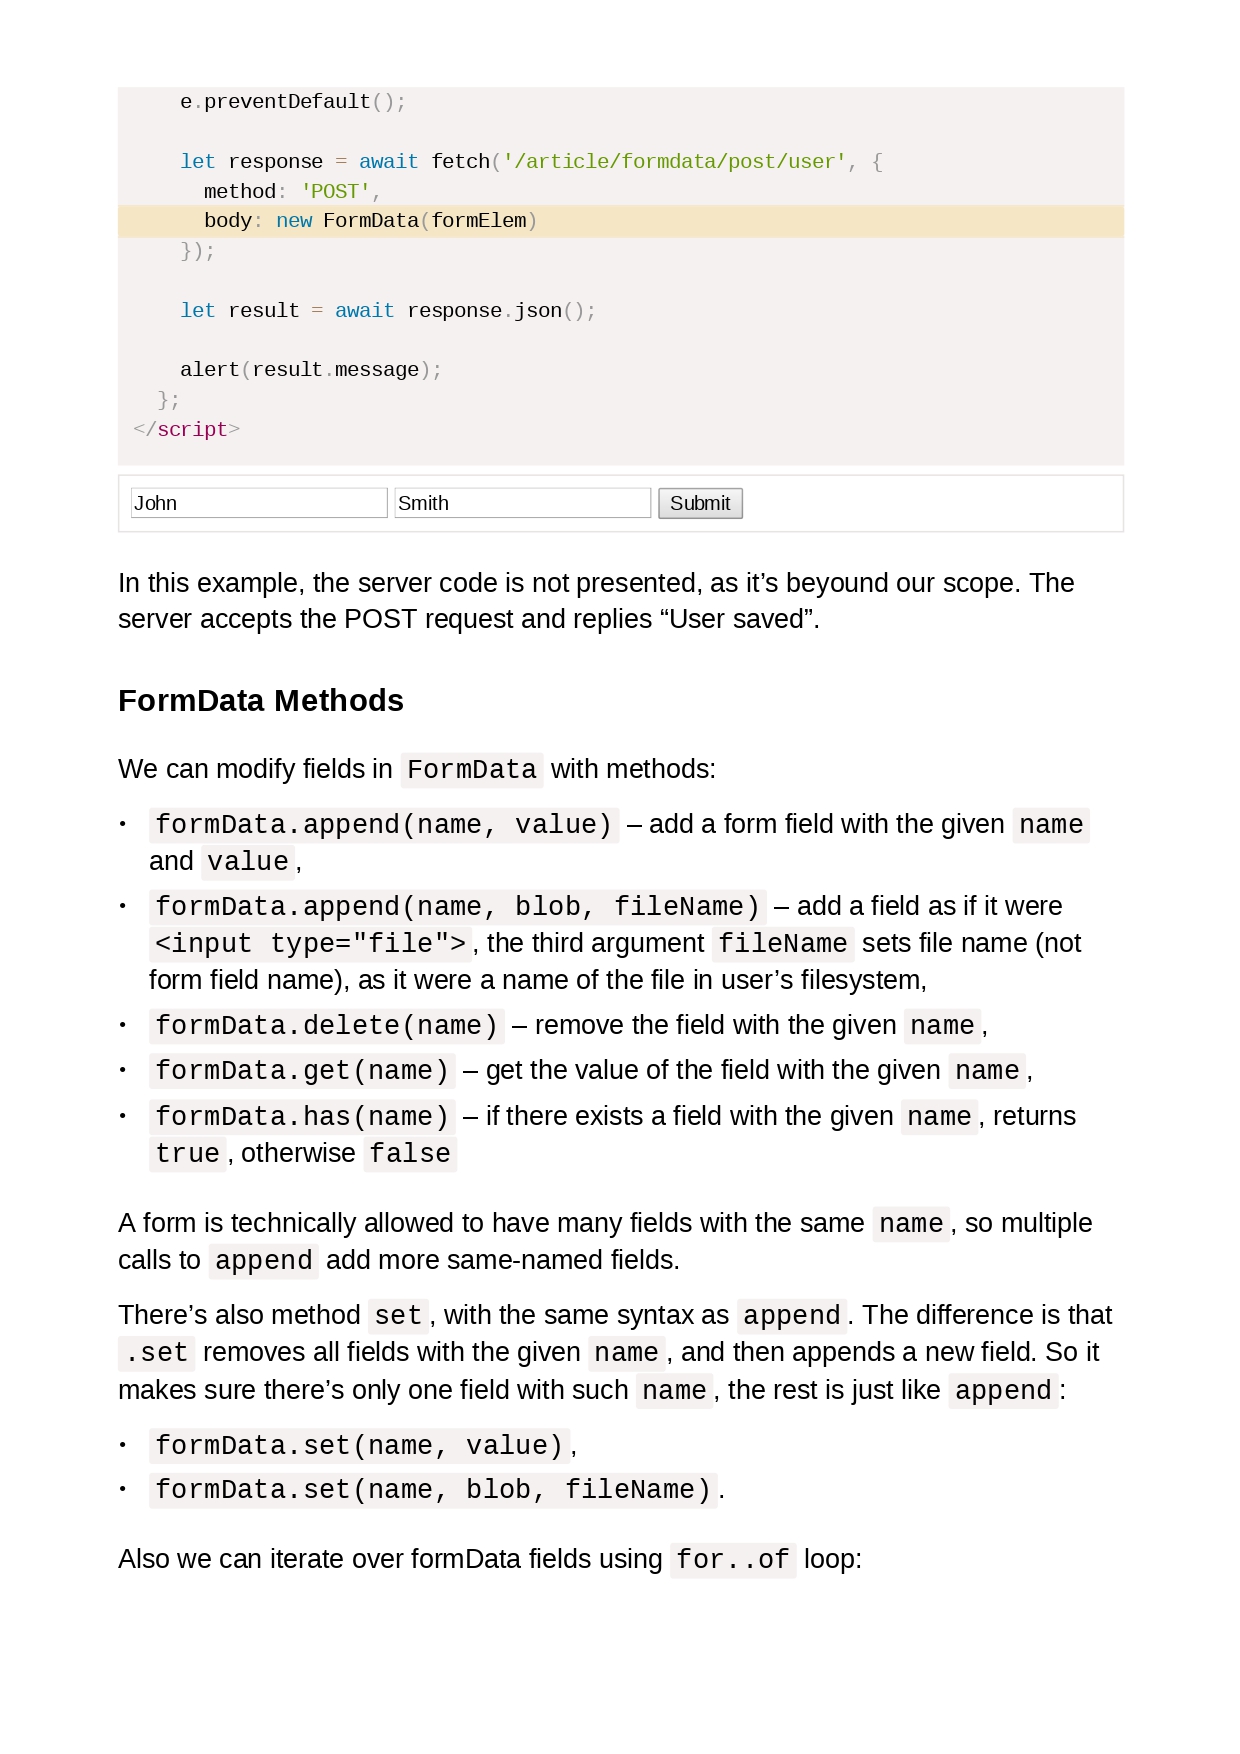 e.preventDefault();
let response = await fetch('/article/formdata/post/user', {
method: 'POST',
body: new FormData(formElem)
});
let result = await response.json();
alert(result.message);
};
</script>
John Smith Submit
In this example, the server code is not presented, as it’s beyound our scope. The
server accepts the POST request and replies “User saved”.
FormData Methods
We can modify fields in FormData with methods:
• formData.append(name, value) – add a form field with the given name
and value,
• formData.append(name, blob, fileName) – add a field as if it were
<input type="file">, the third argument fileName sets file name (not
form field name), as it were a name of the file in user’s filesystem,
• formData.delete(name) – remove the field with the given name,
• formData.get(name) – get the value of the field with the given name,
• formData.has(name) – if there exists a field with the given name, returns
true, otherwise false
A form is technically allowed to have many fields with the same name, so multiple
calls to append add more same-named fields.
There’s also method set, with the same syntax as append. The difference is that
.set removes all fields with the given name, and then appends a new field. So it
makes sure there’s only one field with such name, the rest is just like append:
• formData.set(name, value),
• formData.set(name, blob, fileName).
Also we can iterate over formData fields using for..of loop: